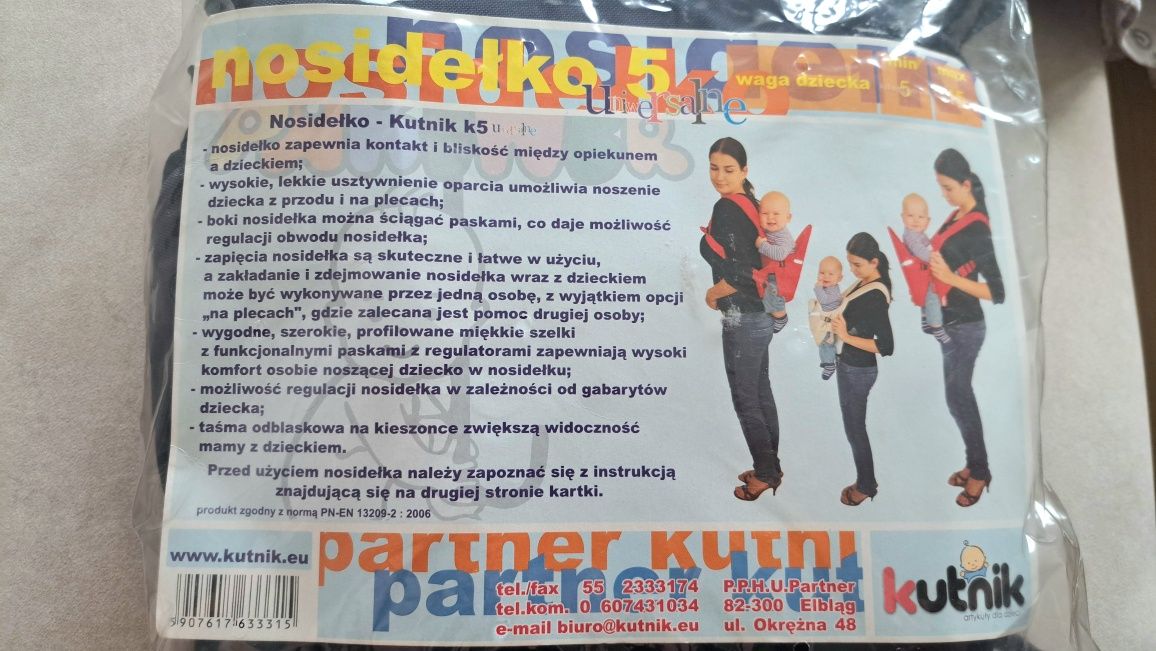 nosidełko 5
uniwersalne
waga dziecka
min
5
max
Nosidełko - Kutnik k5 uniwersalne
- nosidełko zapewnia kontakt i bliskość między opiekunem
a dzieckiem;
- wysokie, lekkie usztywnienie oparcia umożliwia noszenie
dziecka z przodu i na plecach;
- boki nosidełka można ściągać paskami, co daje możliwość
regulacji obwodu nosidełka;
- zapięcia nosidełka są skuteczne i łatwe w użyciu,
a zakładanie i zdejmowanie nosidełka wraz z dzieckiem
może być wykonywane przez jedną osobę, z wyjątkiem opcji
„na plecach", gdzie zalecana jest pomoc drugiej osoby;
- wygodne, szerokie, profilowane miękkie szelki
z funkcjonalnymi paskami z regulatorami zapewniają wysoki
komfort osobie noszącej dziecko w nosidełku;
- możliwość regulacji nosidełka w zależności od gabarytów
dziecka;
- taśma odblaskowa na kieszonce zwiększą widoczność
mamy z dzieckiem.
Przed użyciem nosidełka należy zapoznać się z instrukcją
znajdującą się na drugiej stronie kartki.
produkt zgodny z normą PN-EN 13209-2 : 2006
www.kutnik.eu
partner kutni
partner kut
tel./fax 55 2333174
tel.kom. 0 607431034
e-mail biuro@kutnik.eu
P.P.H.U.Partner
82-300 Elbląg
ul. Okrężna 48
kutnik
artykuły dla dzieci
5907617633315